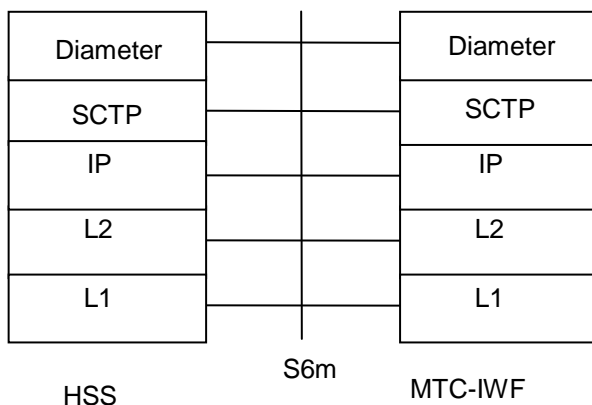 Diameter
Diameter
SCTP
SCTP
IP
IP
L2
L2
L1
L1
S6m
HSS
MTC-IWF